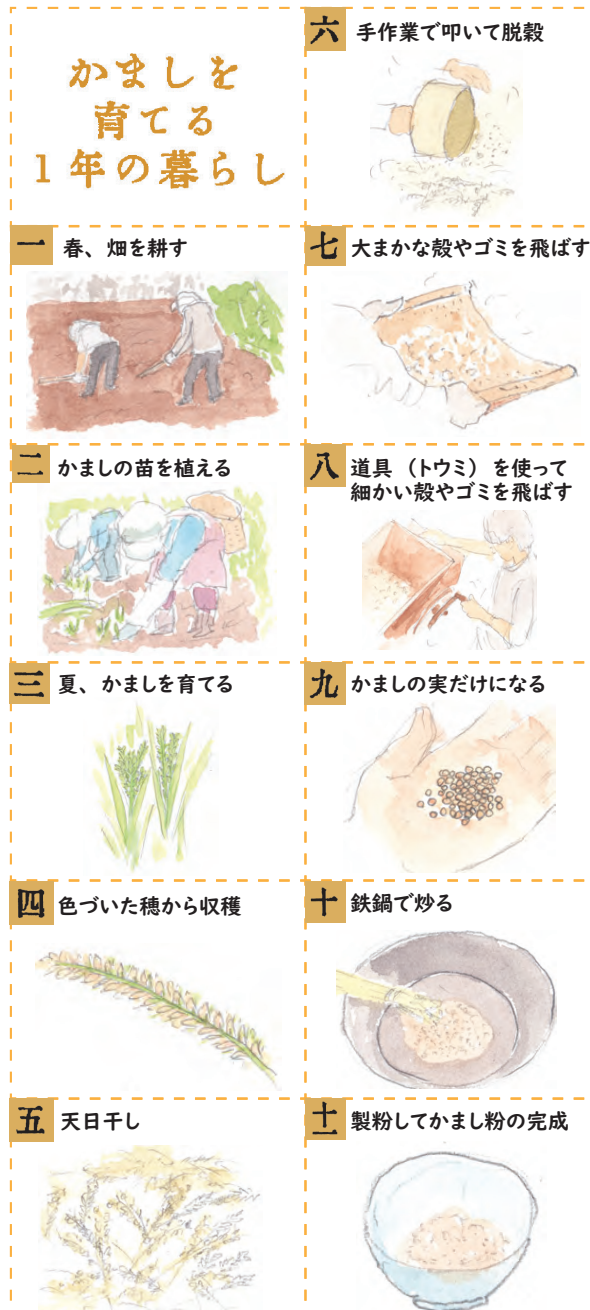 かましを
育てる
1年の暮らし
一 春、畑を耕す
二 かましの苗を植える
三 夏、かましを育てる
四 色づいた穂から収穫
五 天日干し
六 手作業で叩いて脱穀
七 大まかな殻やゴミを飛ばす
八 道具（トウミ）を使って
細かい殻やゴミを飛ばす
九 かましの実だけになる
十 鉄鍋で炒る
十一 製粉してかまし粉の完成